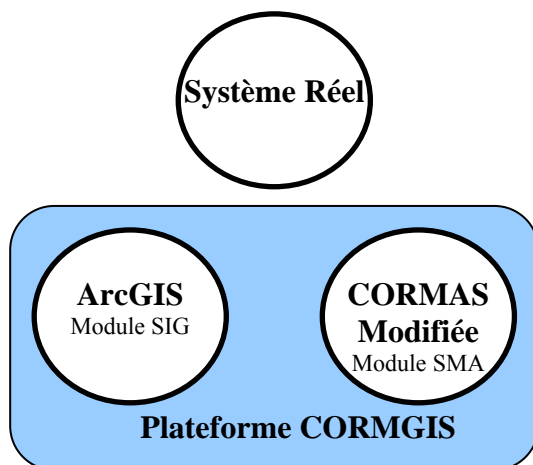 Système Réel
ArcGIS
Module SIG
CORMAS
Modifiée
Module SMA
Plateforme CORMGIS